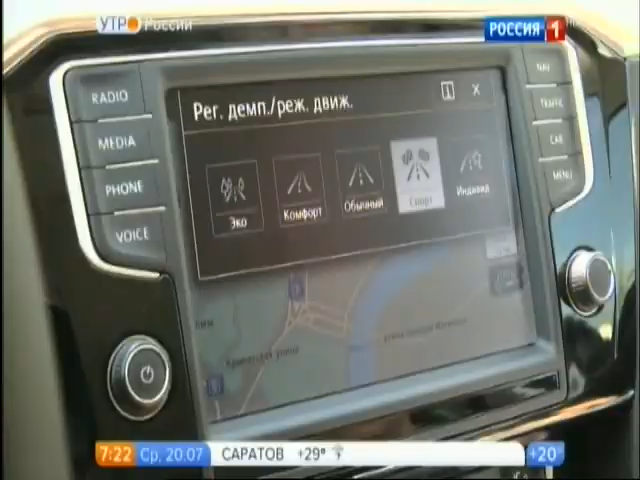 УТРО России
РОССИЯ 1
RADIO
MEDIA
PHONE
VOICE
NAV
TRAFFIC
CAR
MENU
Рег. демп./реж. движ.
i X
Эко
Комфорт
Обычный
Спорт
Индивид
улица
7:22 Ср, 20.07 САРАТОВ +29° +20